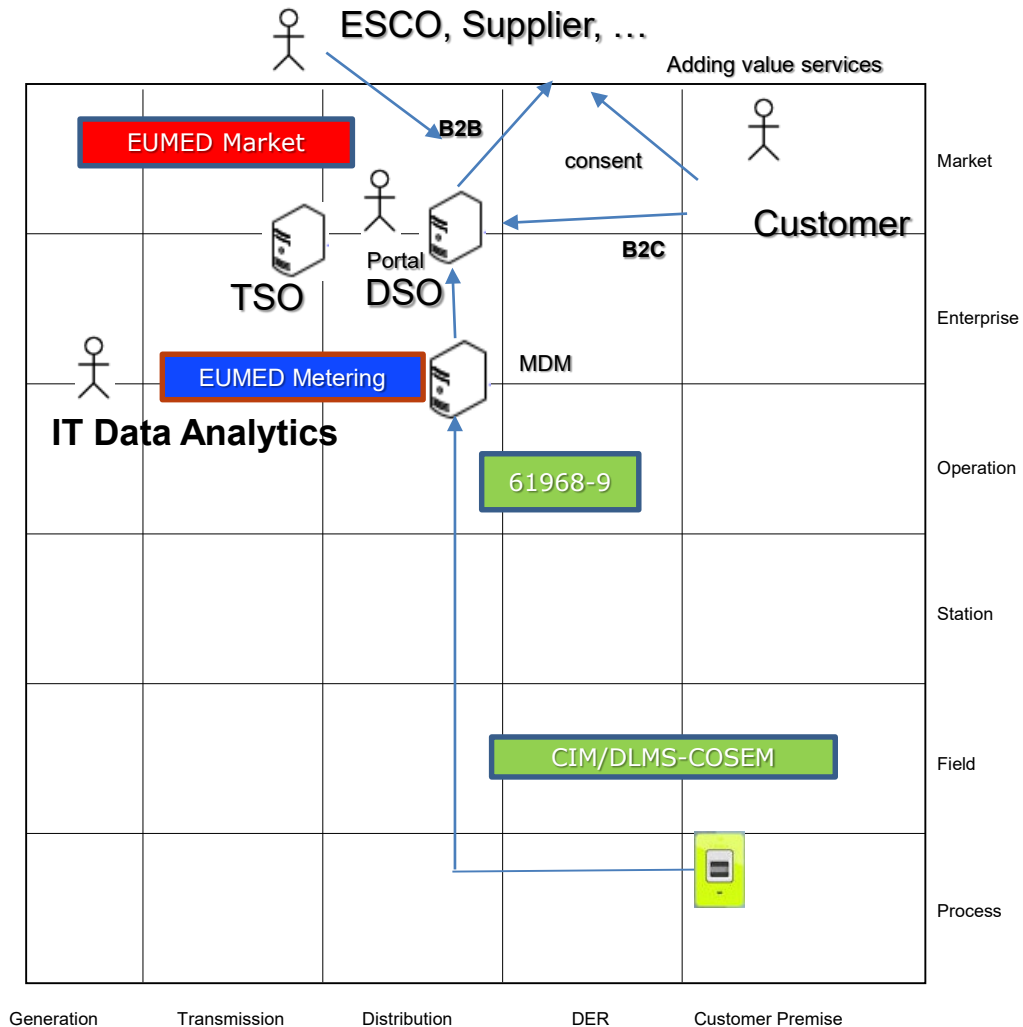 ESCO, Supplier, …
Adding value services
EUMED Market
B2B
consent
Market
Customer
B2C
Portal
DSO
TSO
Enterprise
MDM
EUMED Metering
IT Data Analytics
Operation
61968-9
Station
CIM/DLMS-COSEM
Field
Process
Generation
Transmission
Distribution
DER
Customer Premise